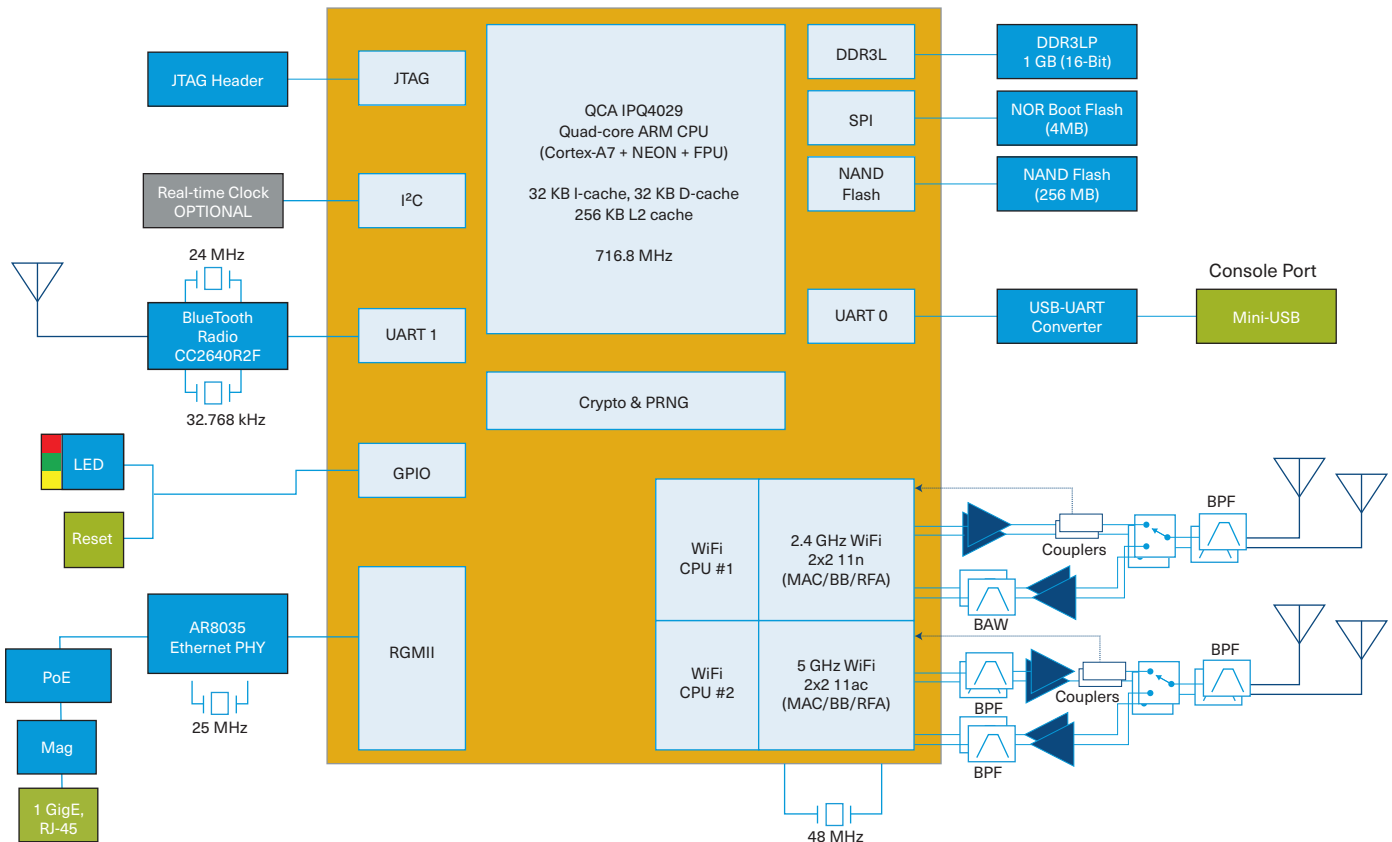 JTAG Header
JTAG
Real-time Clock
OPTIONAL
I²C
24 MHz
BlueTooth
Radio
CC2640R2F
32.768 kHz
UART 1
LED
Reset
GPIO
AR8035
Ethernet PHY
25 MHz
RGMII
PoE
Mag
1 GigE,
RJ-45
QCA IPQ4029
Quad-core ARM CPU
(Cortex-A7 + NEON + FPU)
32 KB I-cache, 32 KB D-cache
256 KB L2 cache
716.8 MHz
Crypto & PRNG
DDR3L
DDR3LP
1 GB (16-Bit)
SPI
NOR Boot Flash
(4MB)
NAND
Flash
NAND Flash
(256 MB)
UART 0
USB-UART
Converter
Console Port
Mini-USB
WiFi
CPU #1
2.4 GHz WiFi
2x2 11n
(MAC/BB/RFA)
Couplers
BPF
BAW
WiFi
CPU #2
5 GHz WiFi
2x2 11ac
(MAC/BB/RFA)
BPF
Couplers
BPF
BPF
48 MHz